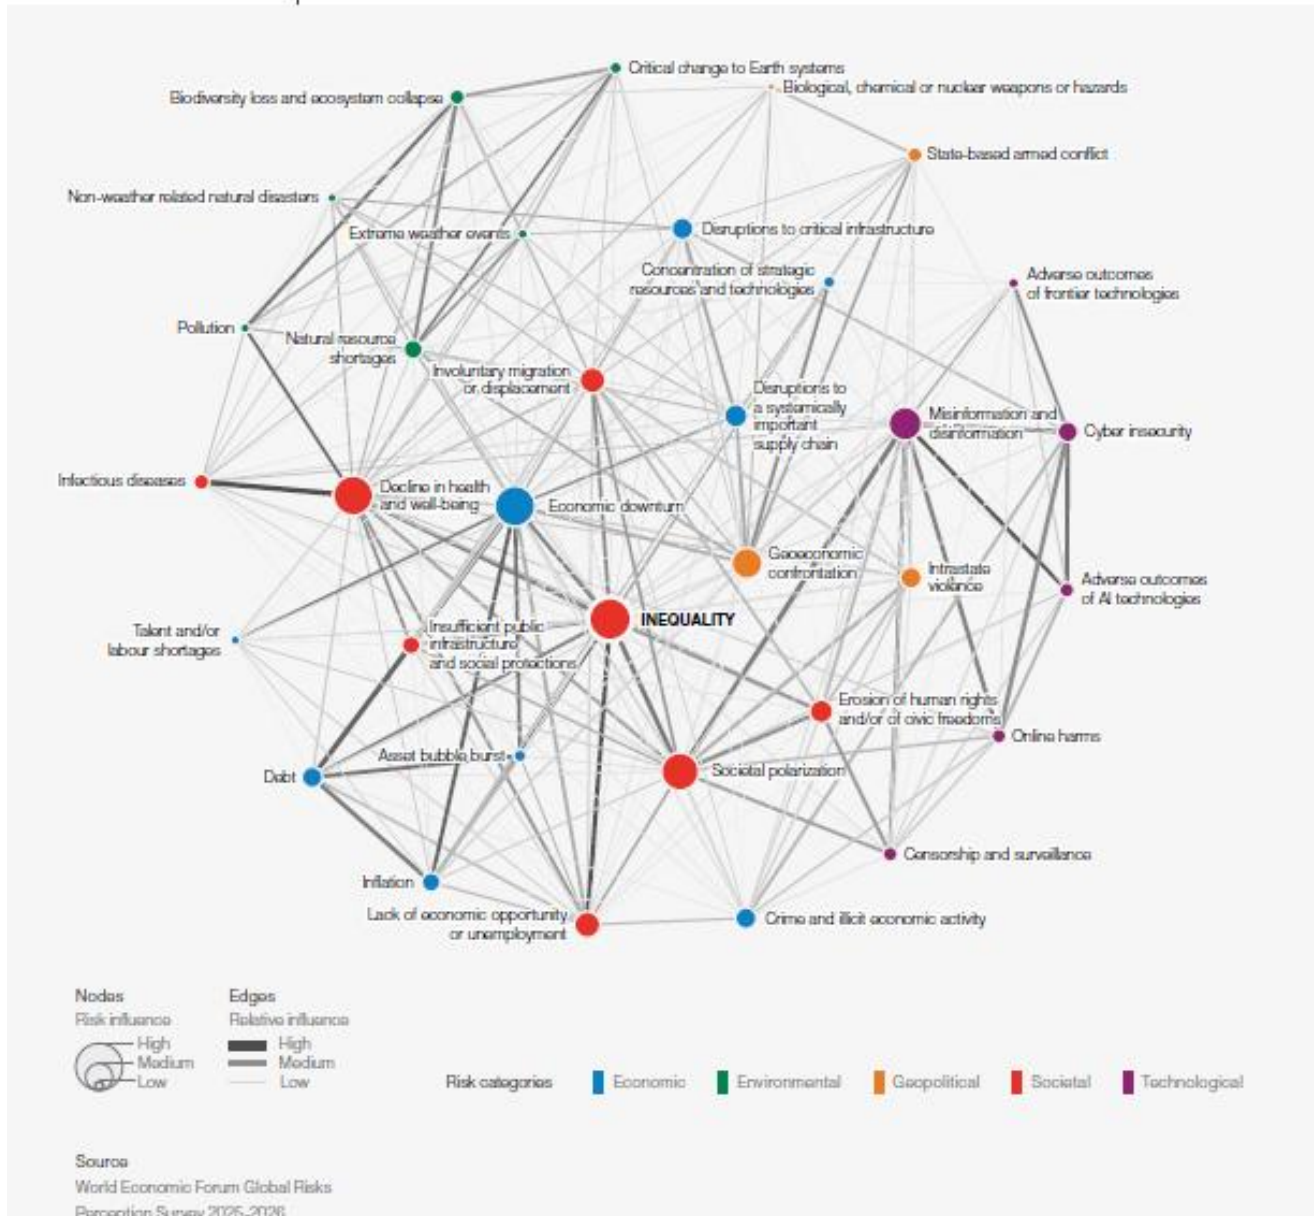 Critical change to Earth systems
Biological, chemical or nuclear weapons or hazards
Biodiversity loss and ecosystem collapse
State-based armed conflict
Non-weather related natural disasters
Extreme weather events
Disruptions to critical infrastructure
Concentration of strategic
resources and technologies
Adverse outcomes
of frontier technologies
Pollution
Natural resource
shortages
Involuntary migration
or displacement
Disruptions to
a systemically
important
supply chain
Misinformation and
disinformation
Cyber insecurity
Infectious diseases
Decline in health
and well-being
Economic downturn
Geoeconomic
confrontation
Intrastate
violence
Adverse outcomes
of AI technologies
Talent and/or
labour shortages
Insufficient public
infrastructure
and social protections
INEQUALITY
Erosion of human rights
and/or of civic freedoms
Online harms
Asset bubble burst
Debt
Societal polarization
Censorship and surveillance
Inflation
Lack of economic opportunity
or unemployment
Crime and illicit economic activity
Nodes
Risk influence
High
Medium
Low
Edges
Relative influence
High
Medium
Low
Risk categories
Economic
Environmental
Geopolitical
Societal
Technological
Source
World Economic Forum Global Risks
Perception Survey 2025-2026